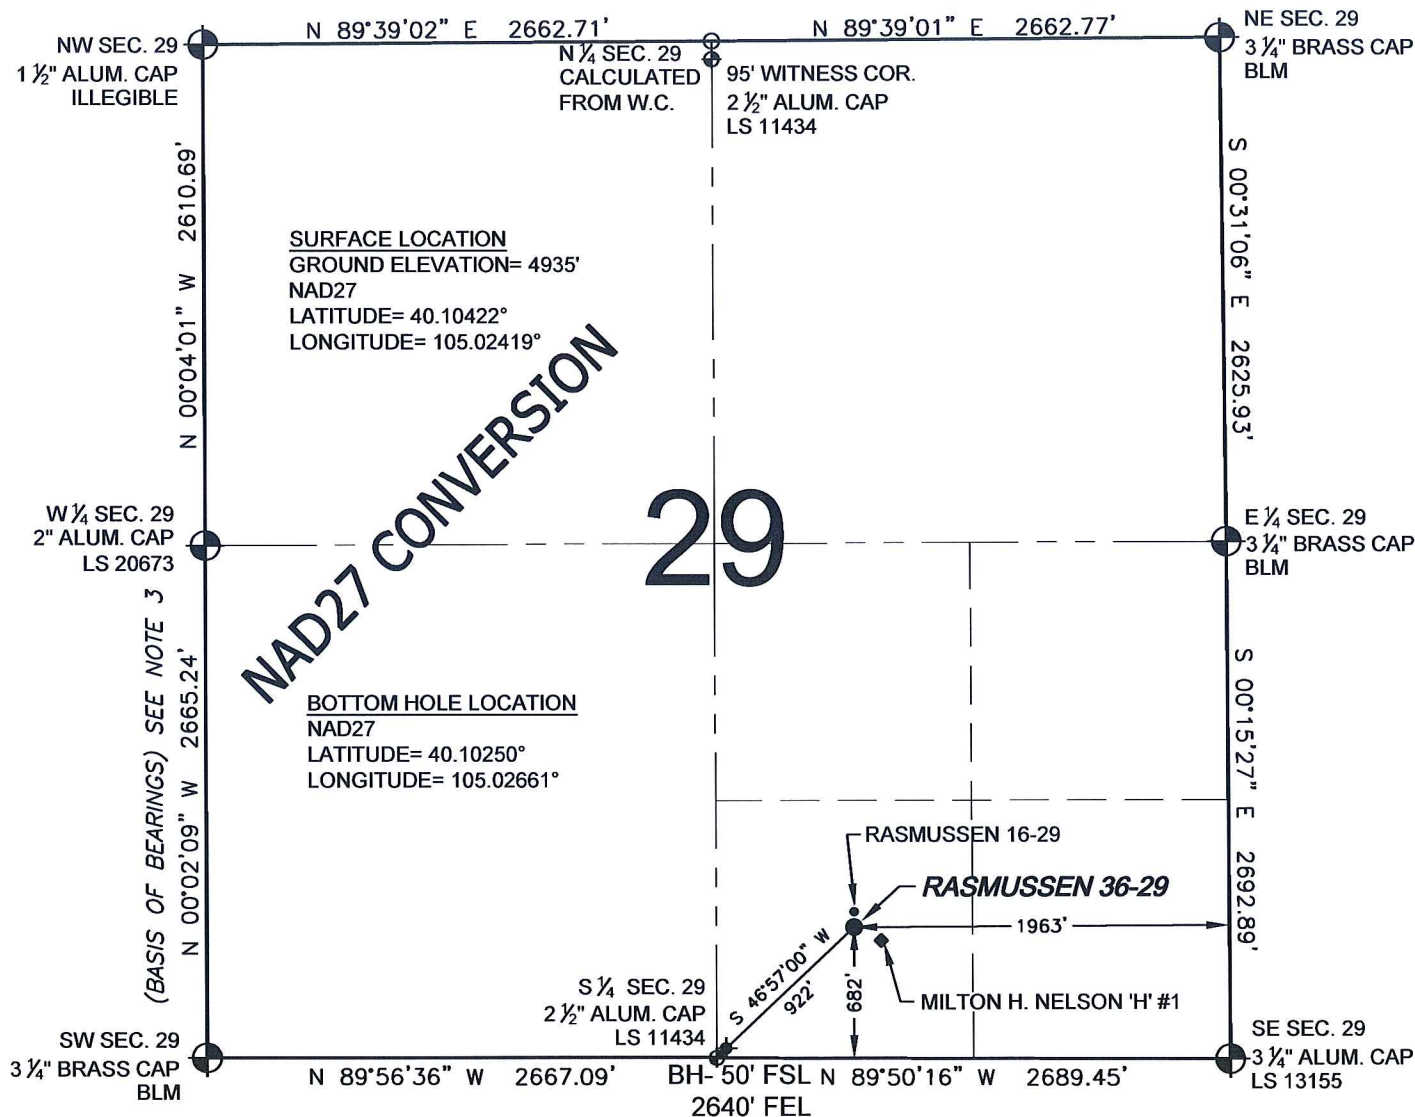 N 89°39'02" E 2662.71'
N 89°39'01" E 2662.77'
NW SEC. 29
1 ½" ALUM. CAP
ILLEGIBLE
N ¼ SEC. 29
CALCULATED
FROM W.C.
95' WITNESS COR.
2 ½" ALUM. CAP
LS 11434
NE SEC. 29
3 ¼" BRASS CAP
BLM
N 00°04'01" W 2610.69'
S 00°31'06" E 2625.93'
SURFACE LOCATION
GROUND ELEVATION= 4935'
NAD27
LATITUDE= 40.10422°
LONGITUDE= 105.02419°
NAD27 CONVERSION
29
W ¼ SEC. 29
2" ALUM. CAP
LS 20673
E ¼ SEC. 29
3 ¼" BRASS CAP
BLM
(BASIS OF BEARINGS) SEE NOTE 3
N 00°02'09" W 2665.24'
S 00°15'27" E 2692.89'
BOTTOM HOLE LOCATION
NAD27
LATITUDE= 40.10250°
LONGITUDE= 105.02661°
RASMUSSEN 16-29
RASMUSSEN 36-29
1963'
S 46°57'00" W
922'
682'
MILTON H. NELSON 'H' #1
S ¼ SEC. 29
2 ½" ALUM. CAP
LS 11434
SW SEC. 29
3 ¼" BRASS CAP
BLM
SE SEC. 29
3 ¼" ALUM. CAP
LS 13155
N 89°56'36" W 2667.09'
BH- 50' FSL
2640' FEL
N 89°50'16" W 2689.45'